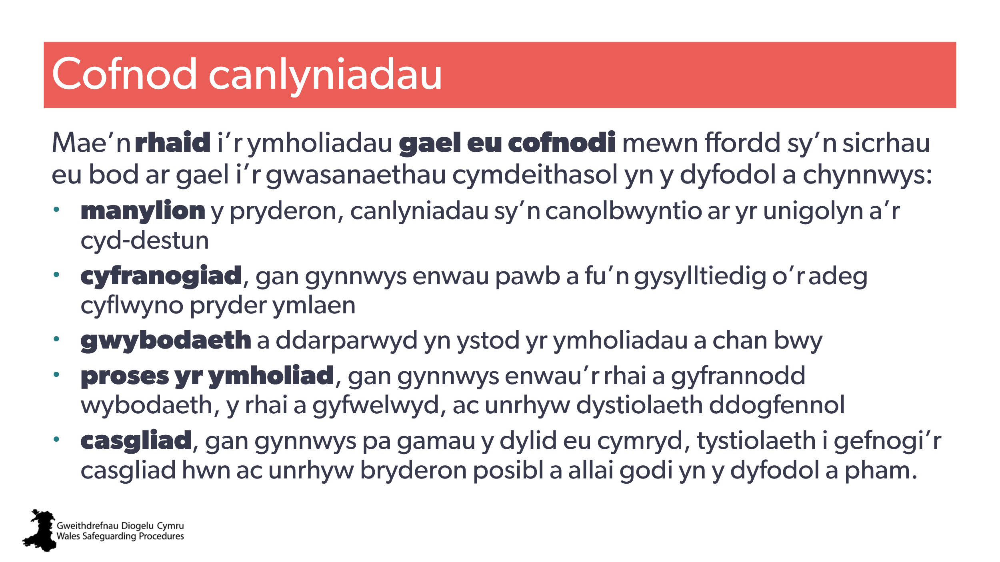 Cofnod canlyniadau
Mae'n rhaid i'r ymholiadau gael eu cofnodi mewn ffordd sy'n sicrhau
eu bod ar gael i'r gwasanaethau cymdeithasol yn y dyfodol a chynnwys:
• manylion y pryderon, canlyniadau sy'n canolbwyntio ar yr unigolyn a'r
cyd-destun
• cyfranogiad, gan gynnwys enwau pawb a fu'n gysylltiedig o'r adeg
cyflwyno pryder ymlaen
• gwybodaeth a ddarparwyd yn ystod yr ymholiadau a chan bwy
• proses yr ymholiad, gan gynnwys enwau'r rhai a gyfrannodd
wybodaeth, y rhai a gyfwelwyd, ac unrhyw dystiolaeth ddogfennol
• casgliad, gan gynnwys pa gamau y dylid eu cymryd, tystiolaeth i gefnogi'r
casgliad hwn ac unrhyw bryderon posibl a allai godi yn y dyfodol a pham.
Gweithdrefnau Diogelu Cymru
Wales Safeguarding Procedures